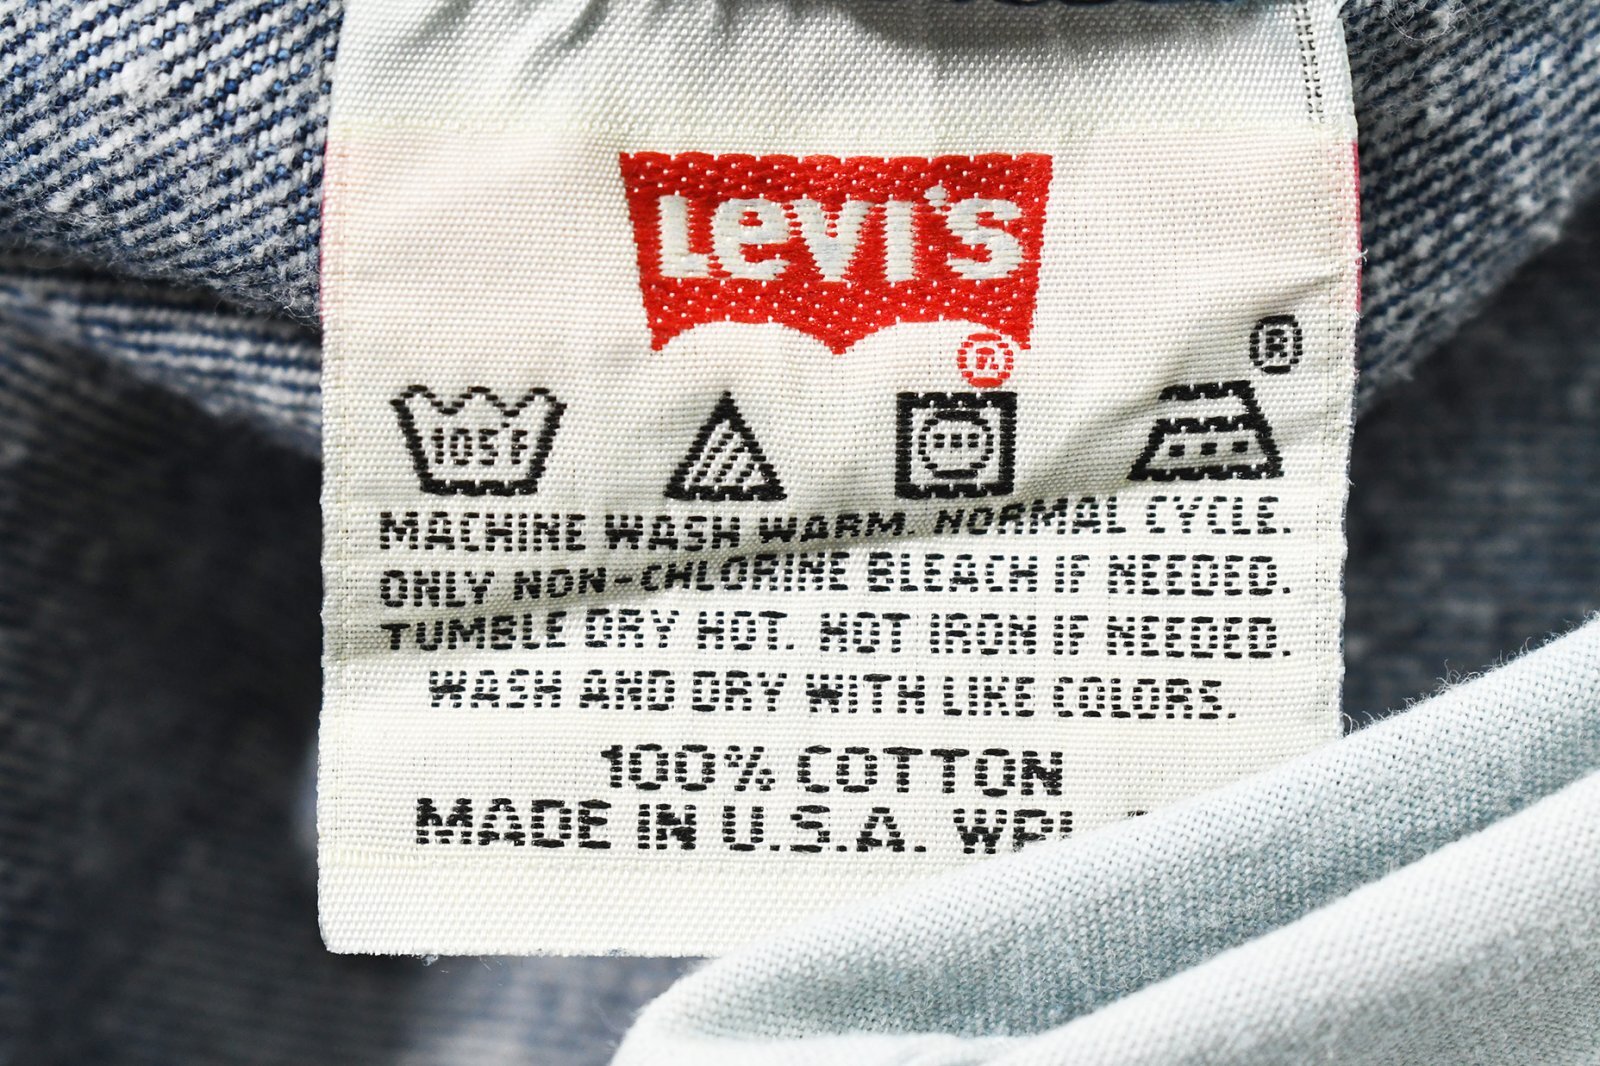 Levi's
®
®
105°F
MACHINE WASH WARM. NORMAL CYCLE.
ONLY NON-CHLORINE BLEACH IF NEEDED.
TUMBLE DRY HOT. HOT IRON IF NEEDED.
WASH AND DRY WITH LIKE COLORS.
100% COTTON
MADE IN U.S.A.